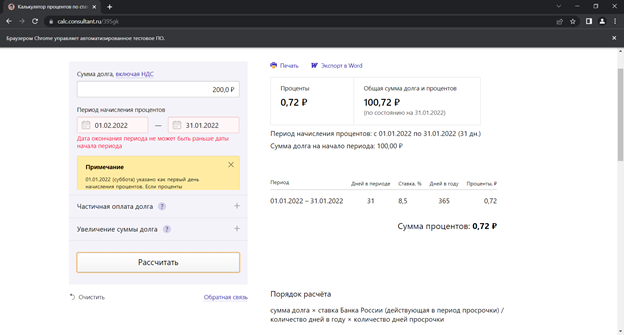 Калькулятор процентов по ста
calc.consultant.ru/395gk
Браузером Chrome управляет автоматизированное тестовое ПО.
Сумма долга, включая НДС
200,0 ₽
Период начисления процентов:
01.02.2022 — 31.01.2022
Дата окончания периода не может быть раньше даты
начала периода
Примечание
01.01.2022 (суббота) указано как первый день
начисления процентов. Если проценты
Частичная оплата долга ? +
Увеличение суммы долга ? +
Рассчитать
Очистить
Обратная связь
Печать
Экспорт в Word
Проценты
0,72 ₽
Общая сумма долга и процентов
100,72 ₽
(по состоянию на 31.01.2022)
Период начисления процентов: с 01.01.2022 по 31.01.2022 (31 дн.)
Сумма долга на начало периода: 100,00 ₽
Период Дней в периоде Ставка, % Дней в году Проценты, ₽
01.01.2022 – 31.01.2022 31 8,5 365 0,72
Сумма процентов: 0,72 ₽
Порядок расчёта
сумма долга × ставка Банка России (действующая в период просрочки) /
количество дней в году × количество дней просрочки